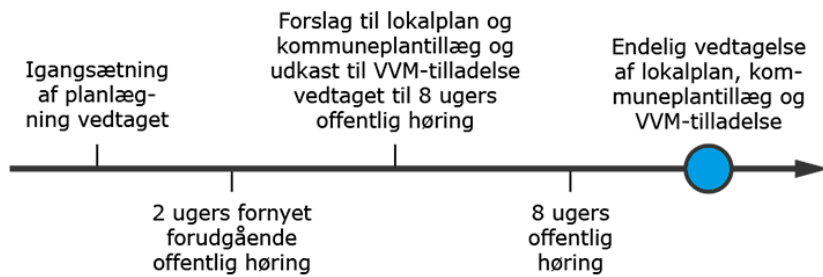 Igangsætning
af planlæg-
ning vedtaget
2 ugers fornyet
forudgående
offentlig høring
Forslag til lokalplan og
kommuneplantillæg og
udkast til VVM-tilladelse
vedtaget til 8 ugers
offentlig høring
8 ugers
offentlig
høring
Endelig vedtagelse
af lokalplan, kom-
muneplantillæg og
VVM-tilladelse